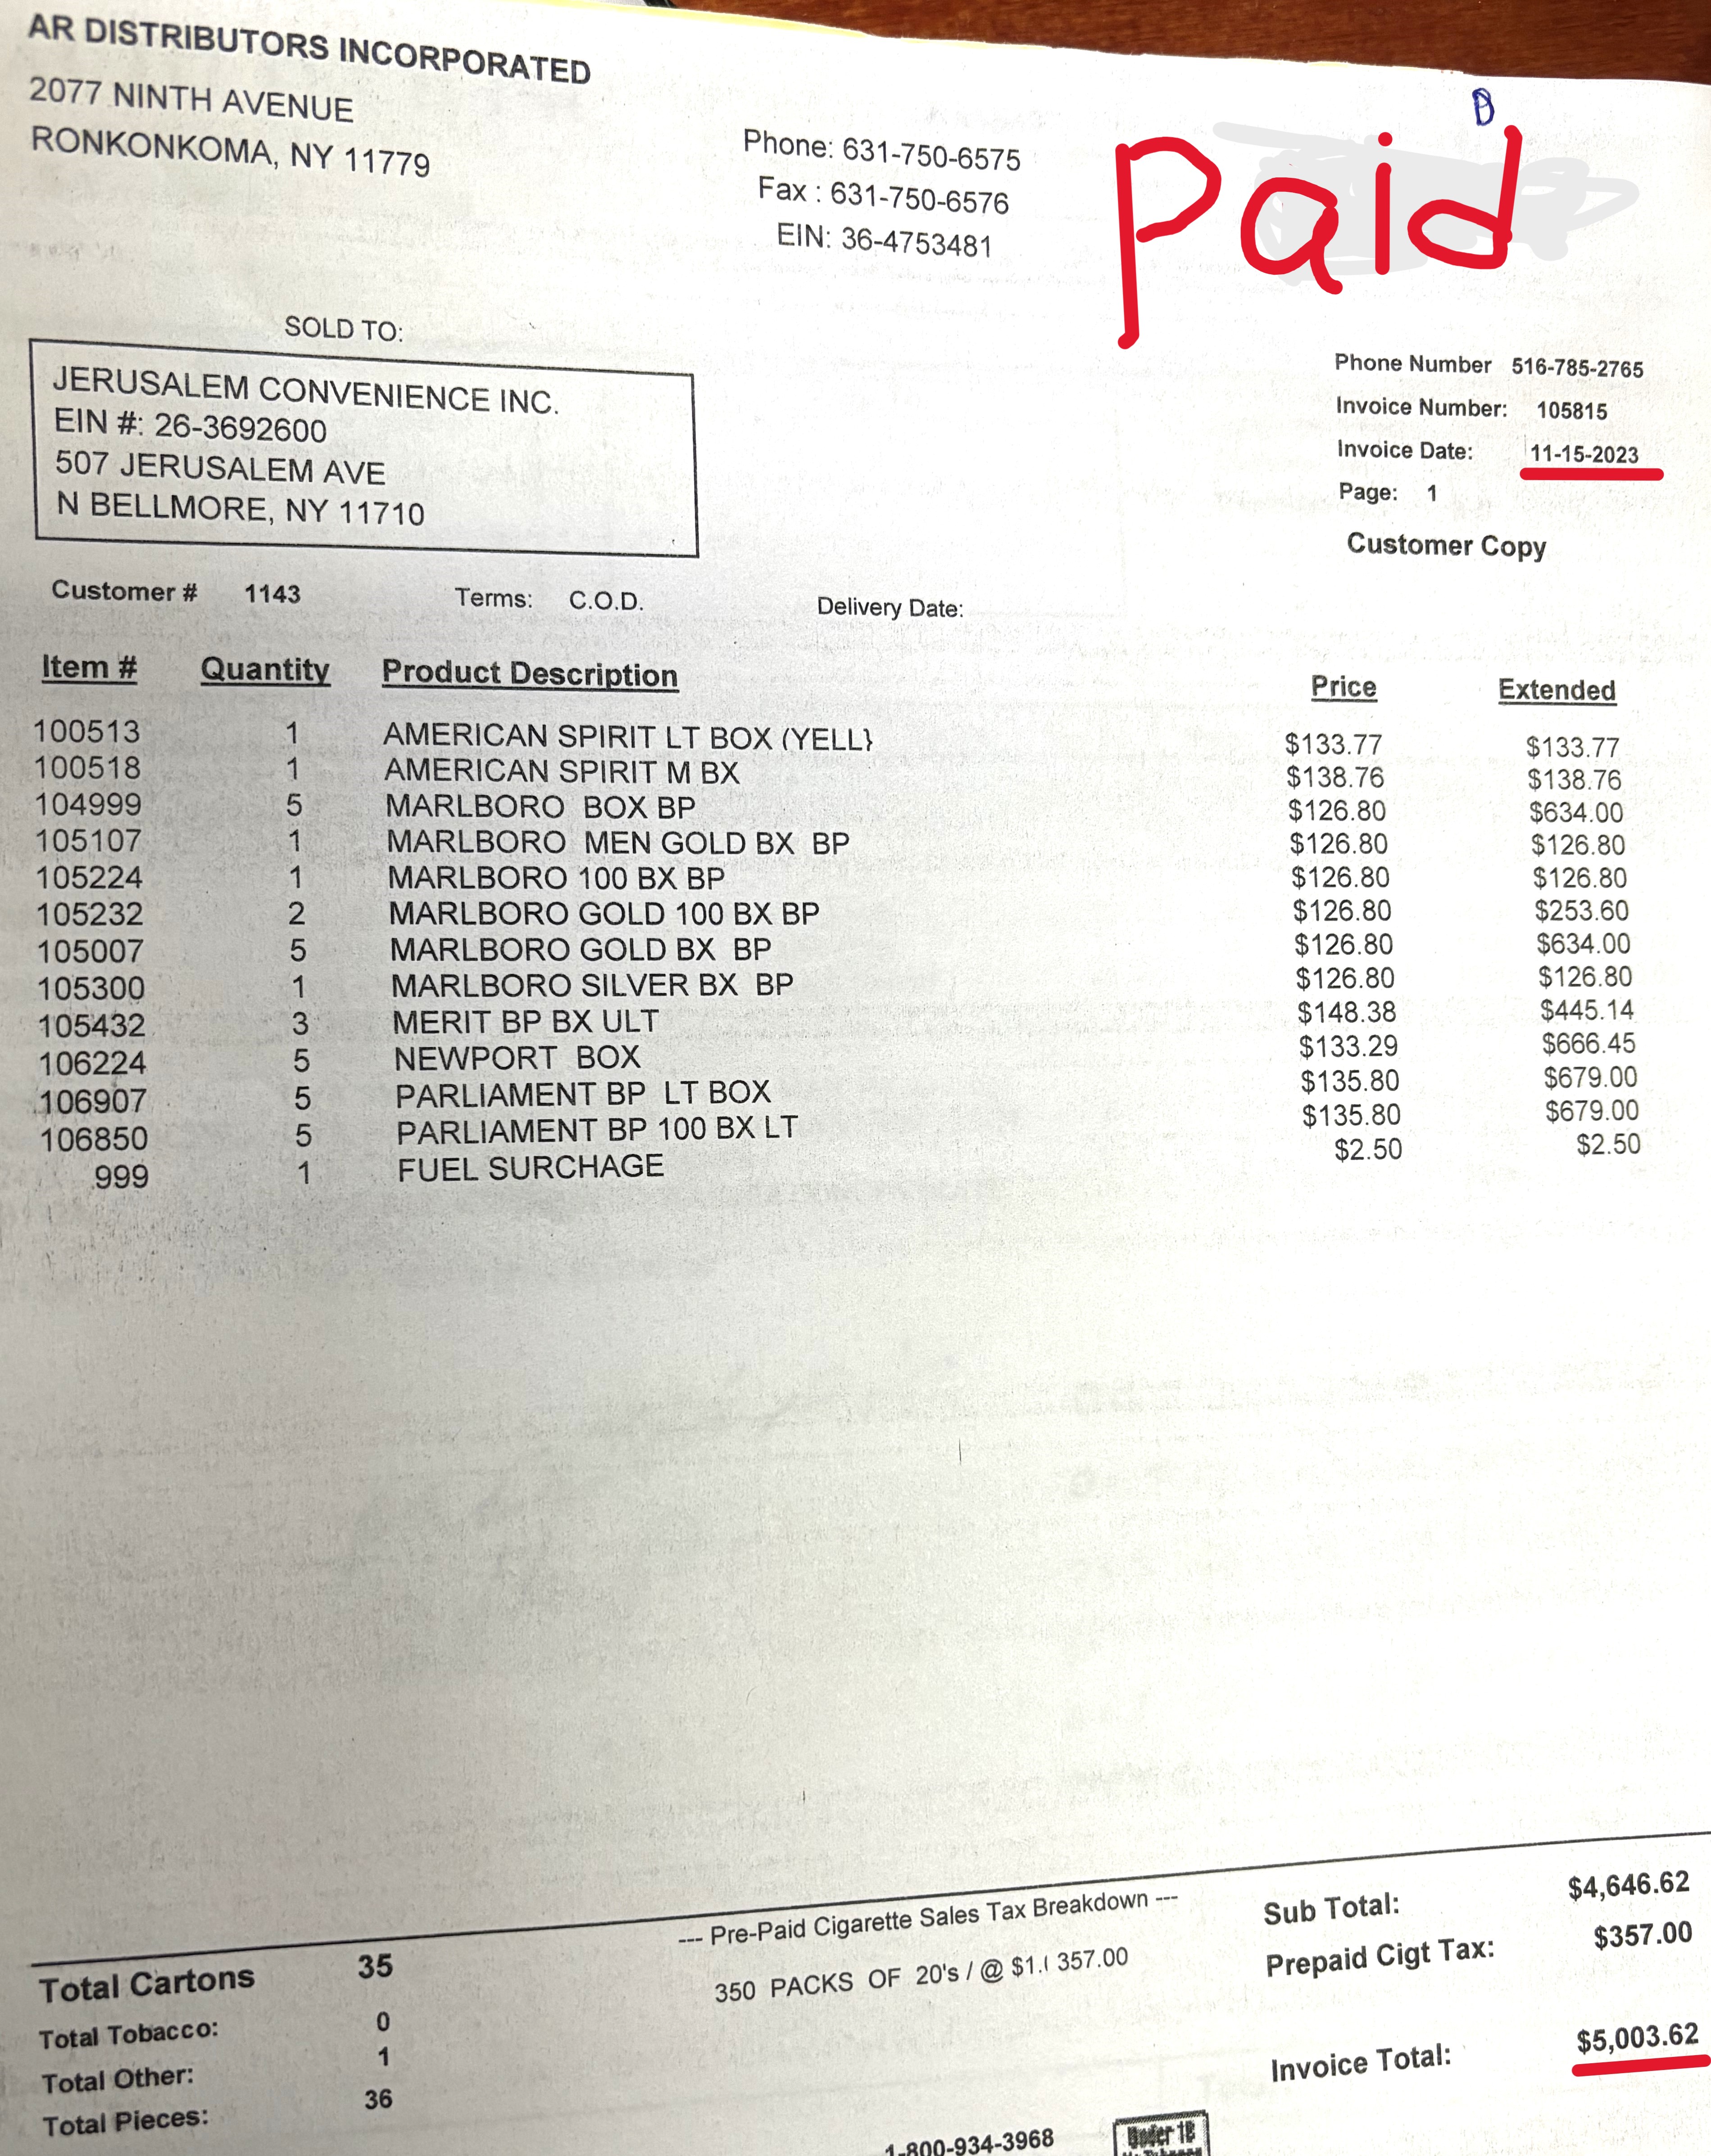 AR DISTRIBUTORS INCORPORATED
2077 NINTH AVENUE
RONKONKOMA, NY 11779
Phone: 631-750-6575
Fax : 631-750-6576
EIN: 36-4753481
B
Paid
SOLD TO:
JERUSALEM CONVENIENCE INC.
EIN #: 26-3692600
507 JERUSALEM AVE
N BELLMORE, NY 11710
Phone Number 516-785-2765
Invoice Number: 105815
Invoice Date: 11-15-2023
Page: 1
Customer Copy
Customer # 1143 Terms: C.O.D. Delivery Date:
Item # Quantity Product Description Price Extended
100513 1 AMERICAN SPIRIT LT BOX (YELL} $133.77 $133.77
100518 1 AMERICAN SPIRIT M BX $138.76 $138.76
104999 5 MARLBORO BOX BP $126.80 $634.00
105107 1 MARLBORO MEN GOLD BX BP $126.80 $126.80
105224 1 MARLBORO 100 BX BP $126.80 $126.80
105232 2 MARLBORO GOLD 100 BX BP $126.80 $253.60
105007 5 MARLBORO GOLD BX BP $126.80 $634.00
105300 1 MARLBORO SILVER BX BP $126.80 $126.80
105432 3 MERIT BP BX ULT $148.38 $445.14
106224 5 NEWPORT BOX $133.29 $666.45
106907 5 PARLIAMENT BP LT BOX $135.80 $679.00
106850 5 PARLIAMENT BP 100 BX LT $135.80 $679.00
999 1 FUEL SURCHAGE $2.50 $2.50
Total Cartons 35
Total Tobacco: 0
Total Other: 1
Total Pieces: 36
--- Pre-Paid Cigarette Sales Tax Breakdown ---
350 PACKS OF 20's / @ $1.( 357.00
Sub Total: $4,646.62
Prepaid Cigt Tax: $357.00
Invoice Total: $5,003.62
1-800-934-3968
Under 18